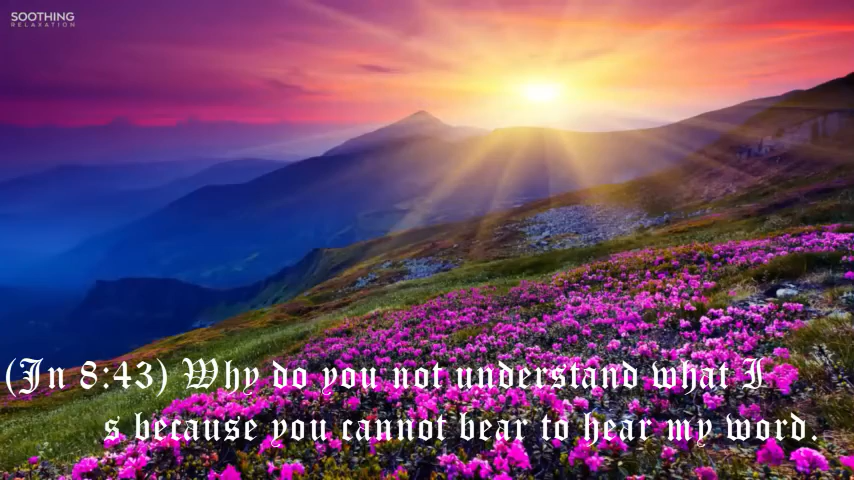 SOOTHING
RELAXATION
(Jn 8:43) Why do you not understand what I
s because you cannot bear to hear my word.